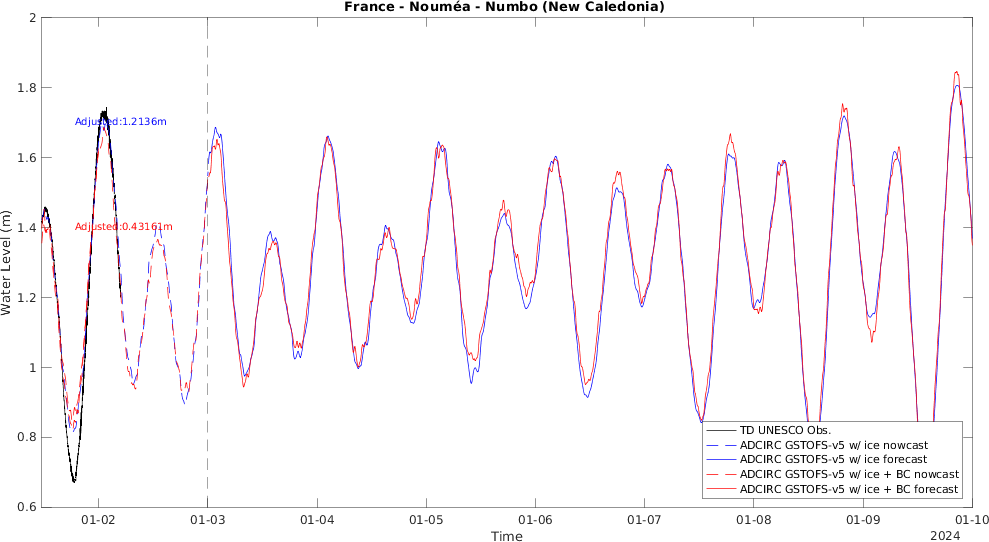 France - Nouméa - Numbo (New Caledonia)
2
1.8
1.6
1.4
1.2
1
0.8
0.6
Water Level (m)
Adjusted:1.2136m
Adjusted:0.43161m
TD UNESCO Obs.
ADCIRC GSTOFS-v5 w/ ice nowcast
ADCIRC GSTOFS-v5 w/ ice forecast
ADCIRC GSTOFS-v5 w/ ice + BC nowcast
ADCIRC GSTOFS-v5 w/ ice + BC forecast
01-02 01-03 01-04 01-05 01-06 01-07 01-08 01-09 01-10
Time
2024